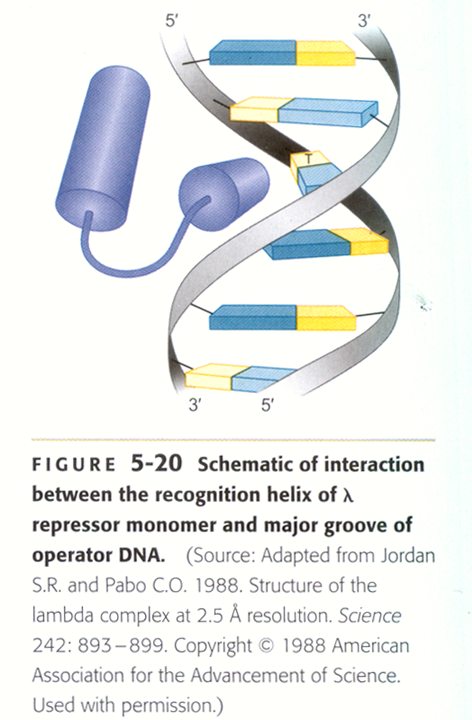 5′ 3′
T
3′ 5′
FIGURE 5-20 Schematic of interaction
between the recognition helix of λ
repressor monomer and major groove of
operator DNA. (Source: Adapted from Jordan
S.R. and Pabo C.O. 1988. Structure of the
lambda complex at 2.5 Å resolution. Science
242: 893–899. Copyright © 1988 American
Association for the Advancement of Science.
Used with permission.)